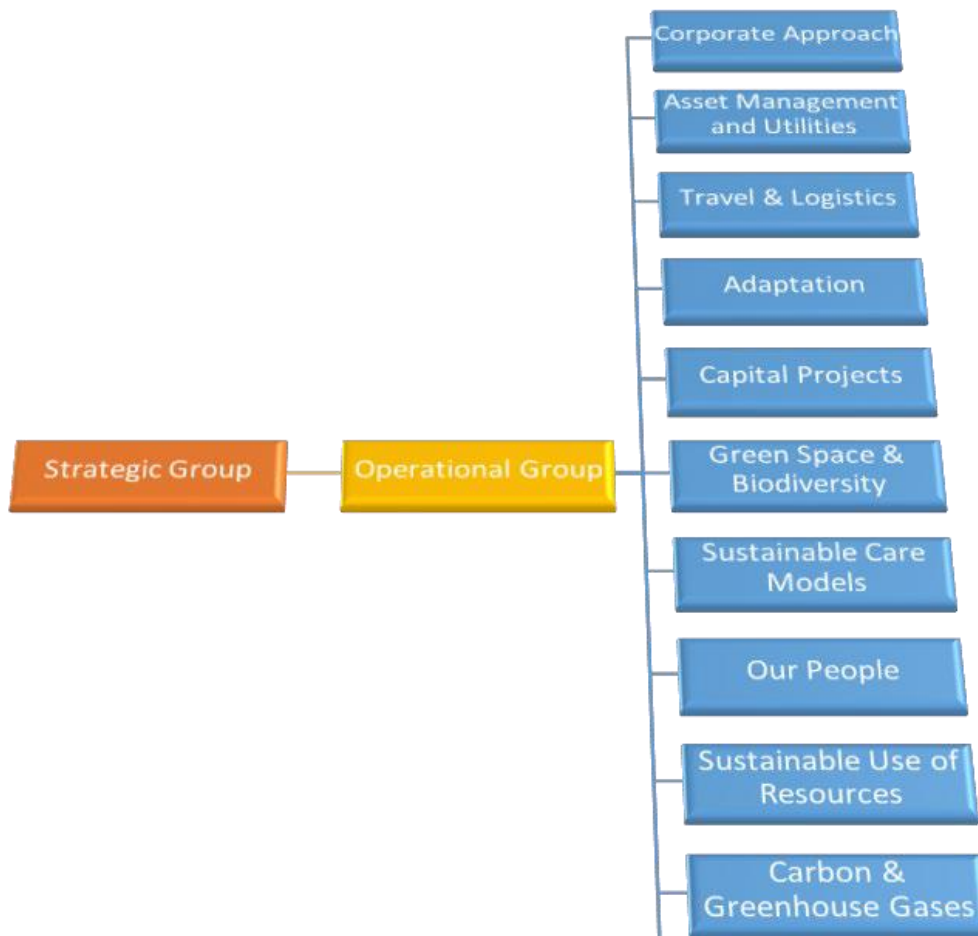 Corporate Approach
Asset Management
and Utilities
Travel & Logistics
Adaptation
Capital Projects
Strategic Group
Operational Group
Green Space &
Biodiversity
Sustainable Care
Models
Our People
Sustainable Use of
Resources
Carbon &
Greenhouse Gases